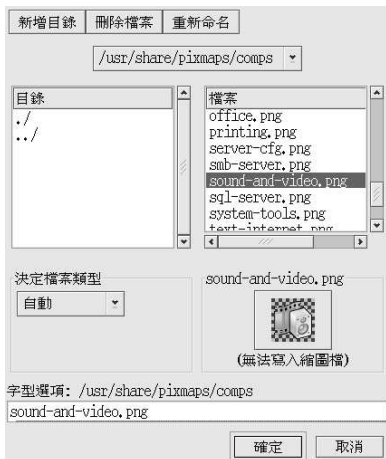 新增目錄 刪除檔案 重新命名
/usr/share/pixmaps/comps
目錄 檔案
./
../
office.png
printing.png
server-cfg.png
smb-server.png
sound-and-video.png
sql-server.png
system-tools.png
text-internet.png
決定檔案類型
自動
sound-and-video.png
(無法寫入縮圖檔)
字型選項: /usr/share/pixmaps/comps
sound-and-video.png
確定 取消